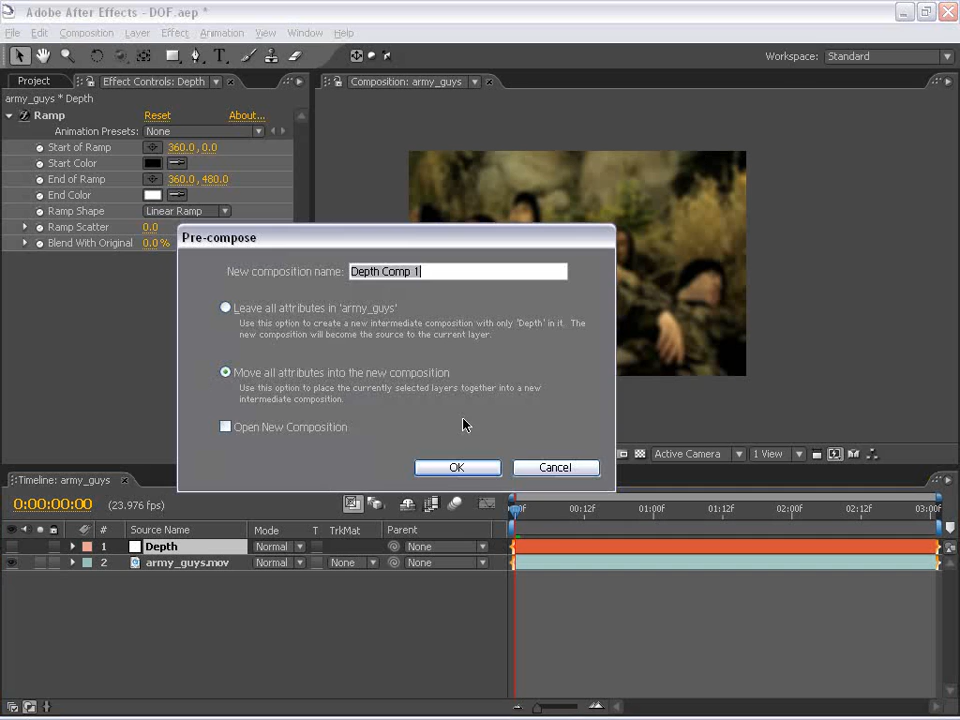 Adobe After Effects - DOF.aep *
File Edit Composition Layer Effect Animation View Window Help
Workspace: Standard
Project Effect Controls: Depth Composition: army_guys
army_guys * Depth
Ramp Reset About...
Animation Presets: None
Start of Ramp 360.0, 0.0
Start Color
End of Ramp 360.0, 480.0
End Color
Ramp Shape Linear Ramp
Ramp Scatter 0.0
Blend With Original 0.0 %
Pre-compose
New composition name: Depth Comp 1
Leave all attributes in 'army_guys'
Use this option to create a new intermediate composition with only 'Depth' in it. The
new composition will become the source to the current layer.
Move all attributes into the new composition
Use this option to place the currently selected layers together into a new
intermediate composition.
Open New Composition
OK Cancel
Active Camera 1 View
Timeline: army_guys
0:00:00:00 (23.976 fps)
00:12f 01:00f 01:12f 02:00f 02:12f 03:00f
# Source Name Mode T TrkMat Parent
1 Depth Normal None
2 army_guys.mov Normal None None